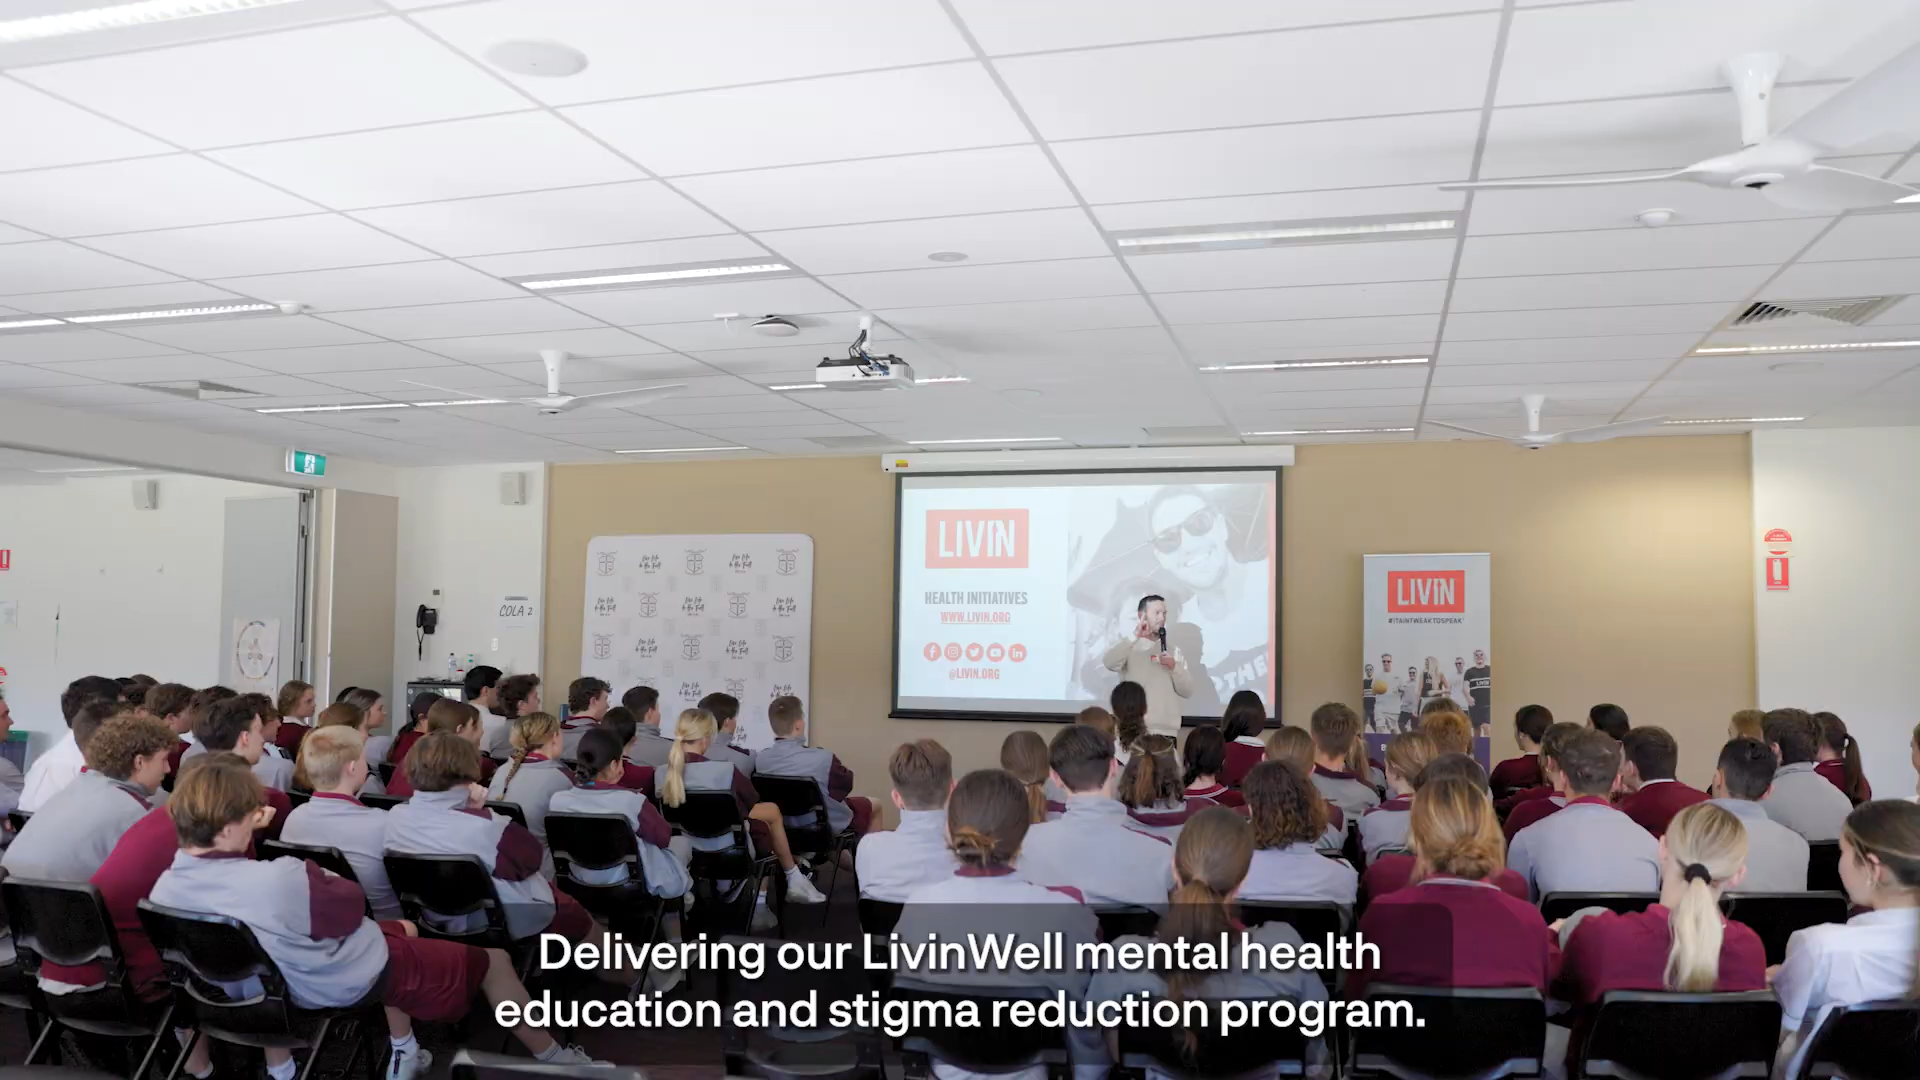 LIVIN
HEALTH INITIATIVES
WWW.LIVIN.ORG
@LIVIN.ORG
LIVIN
#ITAINTWEAKTOSPEAK
COLA 2
Delivering our LivinWell mental health
education and stigma reduction program.